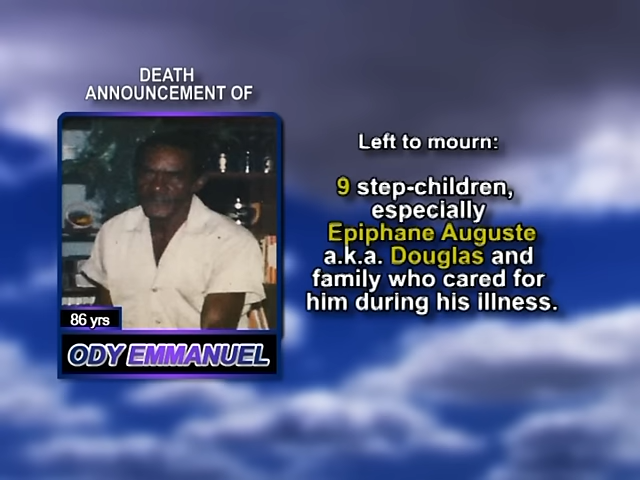 DEATH
ANNOUNCEMENT OF
86 yrs
ODY EMMANUEL
Left to mourn:
9 step-children,
especially
Epiphane Auguste
a.k.a. Douglas and
family who cared for
him during his illness.